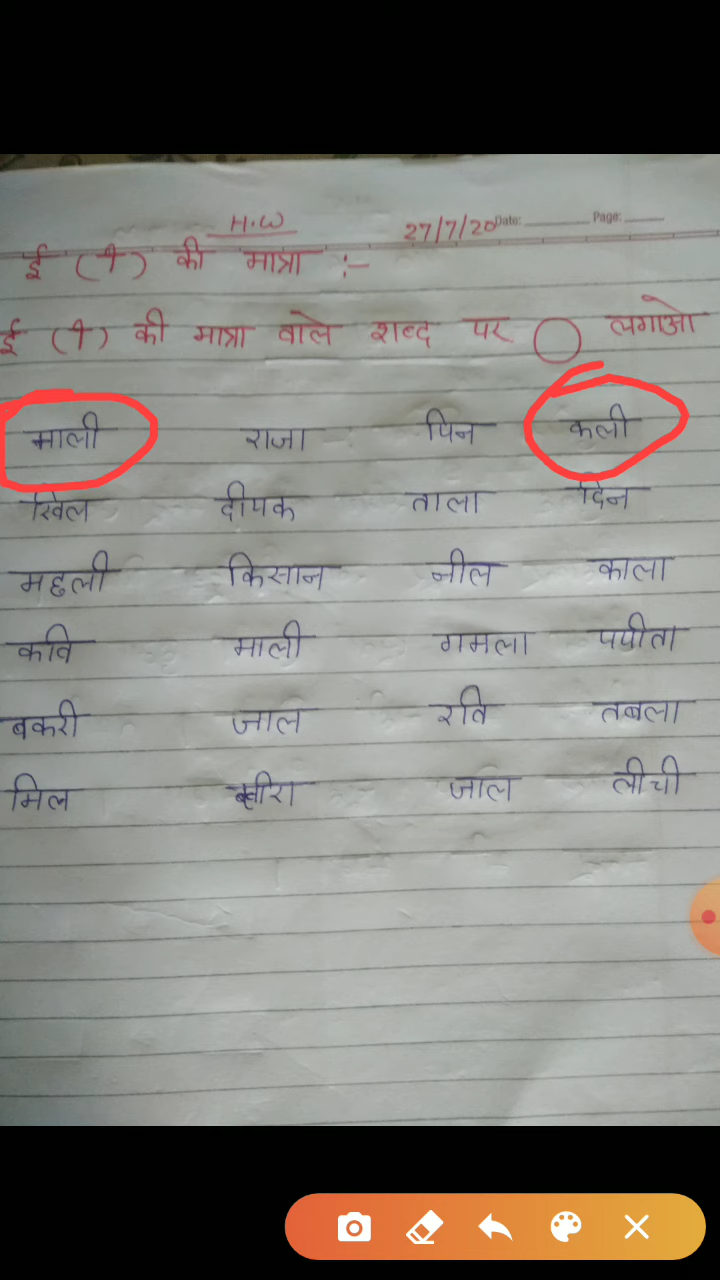 H.W
27/7/20 Date: Page:
ई (ी) की मात्रा :-
ई (ी) की मात्रा वाले शब्द पर ◯ लगाओ
माली राजा पिन कली
खिल दीपक ताला दिन
मछली किसान नील काला
कवि माली गमला पपीता
बकरी जाल रवि तबला
मिल खीरा जाल लीची